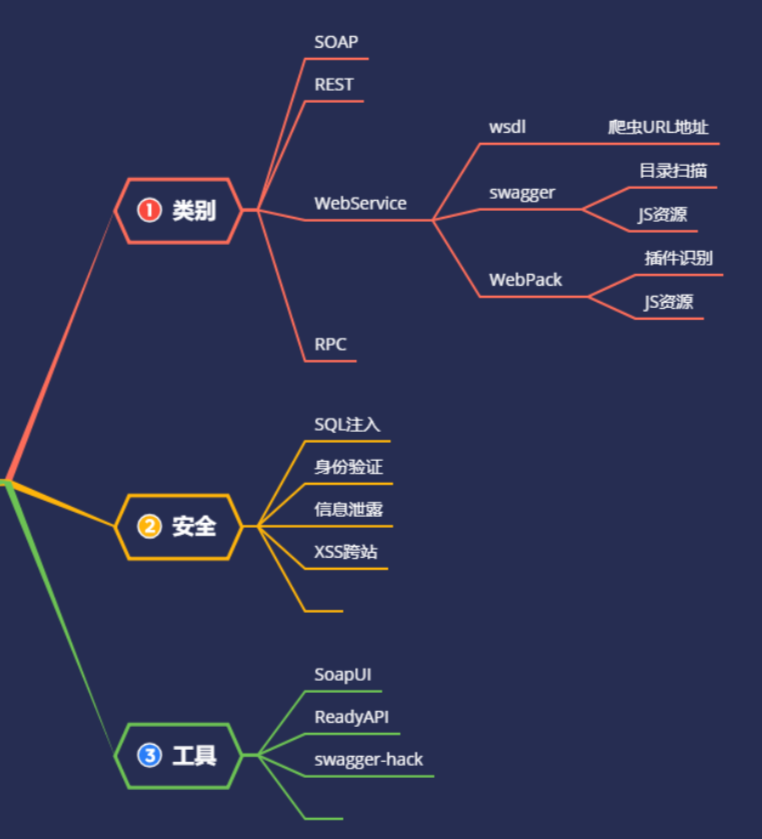 SOAP
REST
wsdl 爬虫URL地址
目录扫描
swagger
WebService
① 类别
JS资源
插件识别
WebPack
JS资源
RPC
SQL注入
身份验证
信息泄露
② 安全
XSS跨站
SoapUI
ReadyAPI
③ 工具
swagger-hack